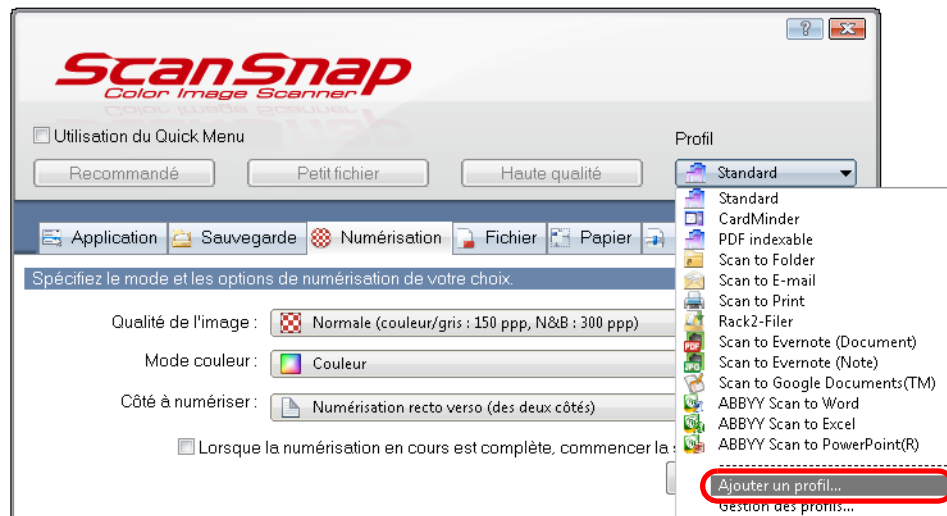 ScanSnap
Color Image Scanner
Utilisation du Quick Menu
Profil
Recommandé
Petit fichier
Haute qualité
Standard
Application
Sauvegarde
Numérisation
Fichier
Papier
Spécifiez le mode et les options de numérisation de votre choix.
Qualité de l'image :
Normale (couleur/gris : 150 ppp, N&B : 300 ppp)
Mode couleur :
Couleur
Côté à numériser :
Numérisation recto verso (des deux côtés)
Lorsque la numérisation en cours est complète, commencer la
Standard
CardMinder
PDF indexable
Scan to Folder
Scan to E-mail
Scan to Print
Rack2-Filer
Scan to Evernote (Document)
Scan to Evernote (Note)
Scan to Google Documents(TM)
ABBYY Scan to Word
ABBYY Scan to Excel
ABBYY Scan to PowerPoint(R)
Ajouter un profil...
Gestion des profils...